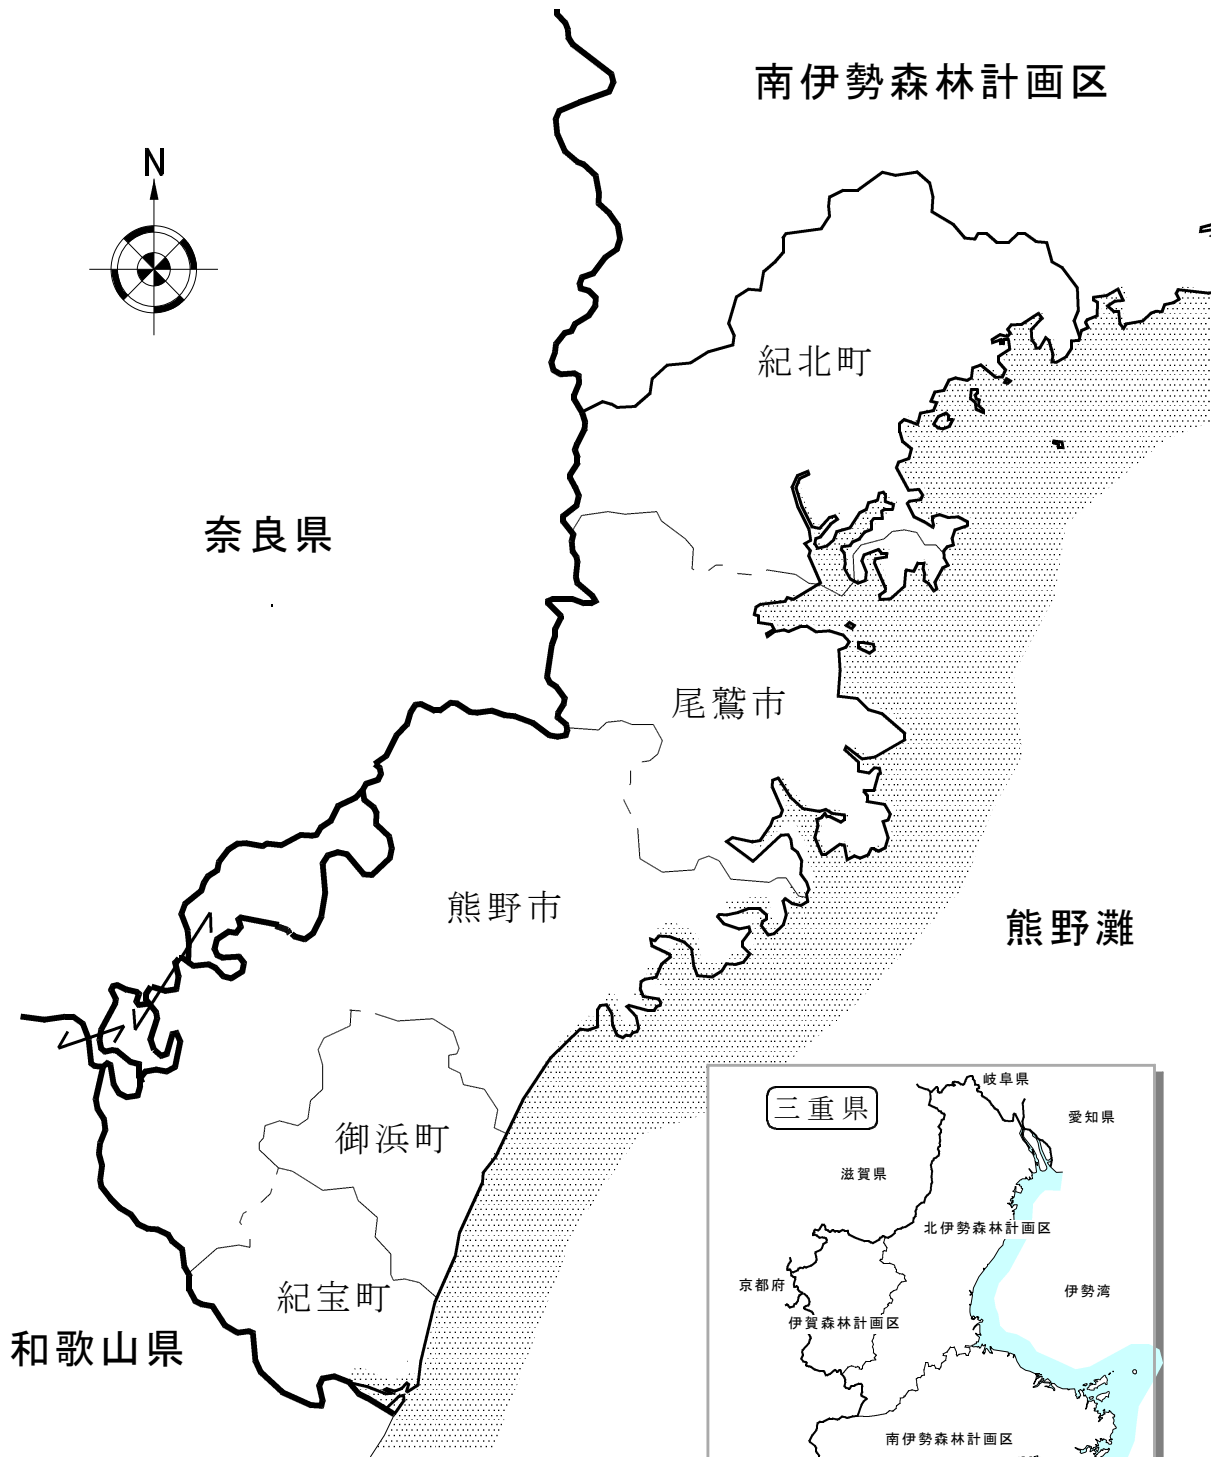 南伊勢森林計画区
N
紀北町
奈良県
尾鷲市
熊野市
熊野灘
御浜町
紀宝町
和歌山県
三重県
岐阜県
愛知県
滋賀県
北伊勢森林計画区
京都府
伊勢湾
伊賀森林計画区
南伊勢森林計画区